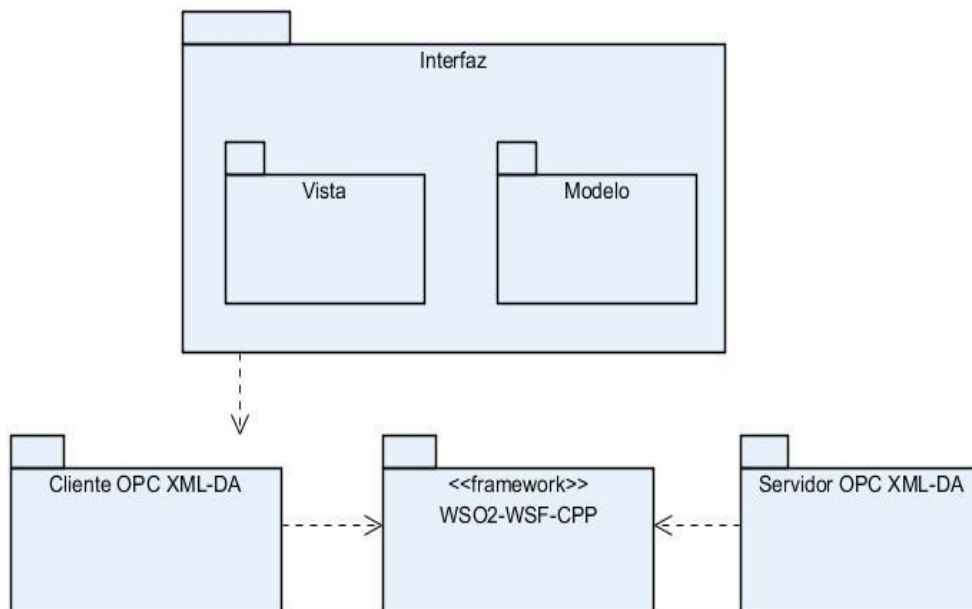 Interfaz
Vista
Modelo
Cliente OPC XML-DA
<<framework>>
WSO2-WSF-CPP
Servidor OPC XML-DA